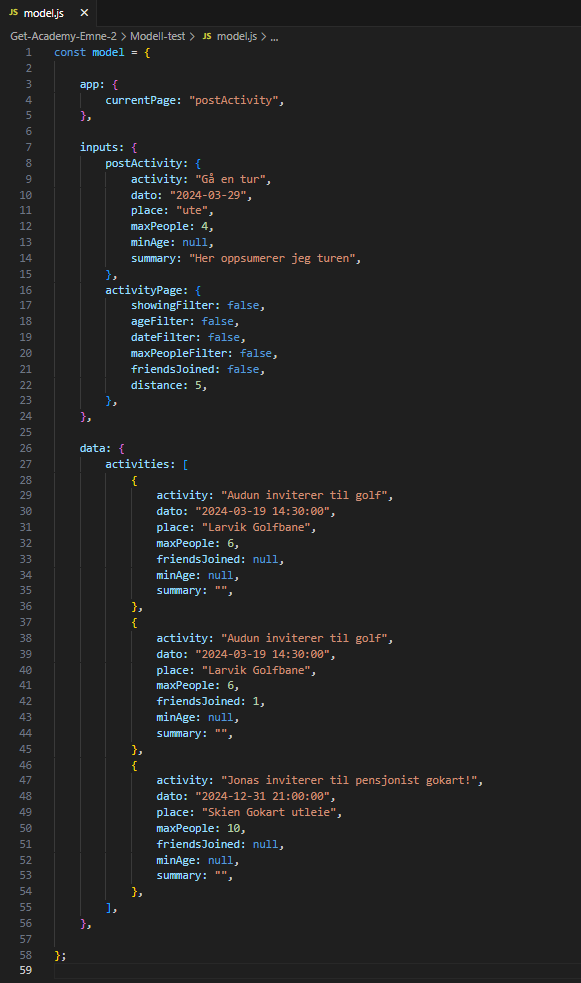 JS model.js ×
Get-Academy-Emne-2 > Modell-test > JS model.js > ...
1 const model = {
2
3 app: {
4 currentPage: "postActivity",
5 },
6
7 inputs: {
8 postActivity: {
9 activity: "Gå en tur",
10 dato: "2024-03-29",
11 place: "ute",
12 maxPeople: 4,
13 minAge: null,
14 summary: "Her oppsumerer jeg turen",
15 },
16 activityPage: {
17 showingFilter: false,
18 ageFilter: false,
19 dateFilter: false,
20 maxPeopleFilter: false,
21 friendsJoined: false,
22 distance: 5,
23 },
24 },
25
26 data: {
27 activities: [
28 {
29 activity: "Audun inviterer til golf",
30 dato: "2024-03-19 14:30:00",
31 place: "Larvik Golfbane",
32 maxPeople: 6,
33 friendsJoined: null,
34 minAge: null,
35 summary: "",
36 },
37 {
38 activity: "Audun inviterer til golf",
39 dato: "2024-03-19 14:30:00",
40 place: "Larvik Golfbane",
41 maxPeople: 6,
42 friendsJoined: 1,
43 minAge: null,
44 summary: "",
45 },
46 {
47 activity: "Jonas inviterer til pensjonist gokart!",
48 dato: "2024-12-31 21:00:00",
49 place: "Skien Gokart utleie",
50 maxPeople: 10,
51 friendsJoined: null,
52 minAge: null,
53 summary: "",
54 },
55 ],
56 },
57
58 };
59